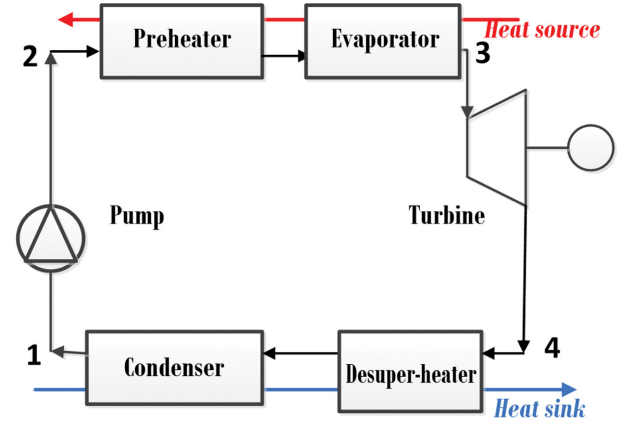 Preheater
Evaporator
Heat source
2
3
Pump
Turbine
1
Condenser
Desuper-heater
4
Heat sink